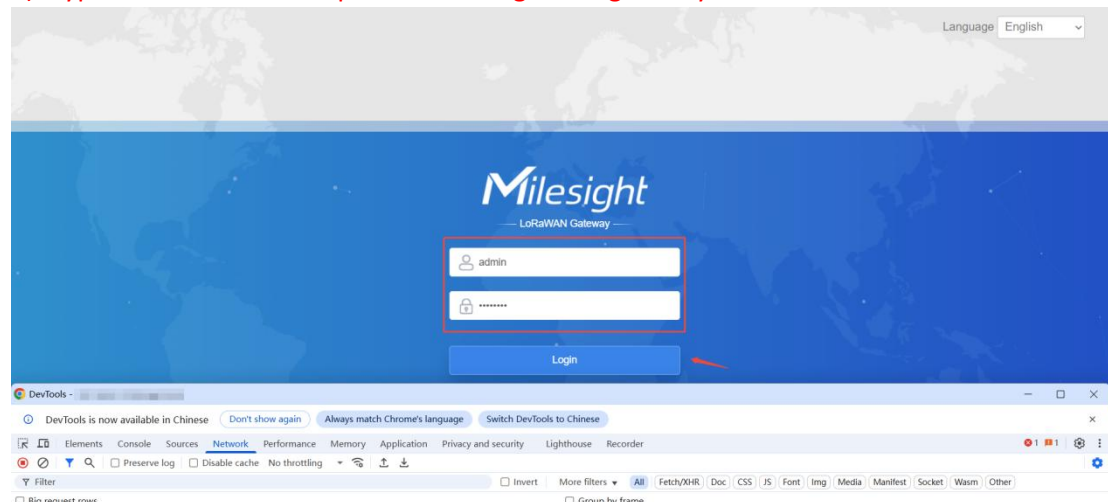 Language English
Milesight
LoRaWAN Gateway
admin
Login
DevTools -
DevTools is now available in Chinese Don't show again Always match Chrome's language Switch DevTools to Chinese
Elements Console Sources Network Performance Memory Application Privacy and security Lighthouse Recorder 1 1
Preserve log Disable cache No throttling
Filter Invert More filters All Fetch/XHR Doc CSS JS Font Img Media Manifest Socket Wasm Other
Big request rows Group by frame